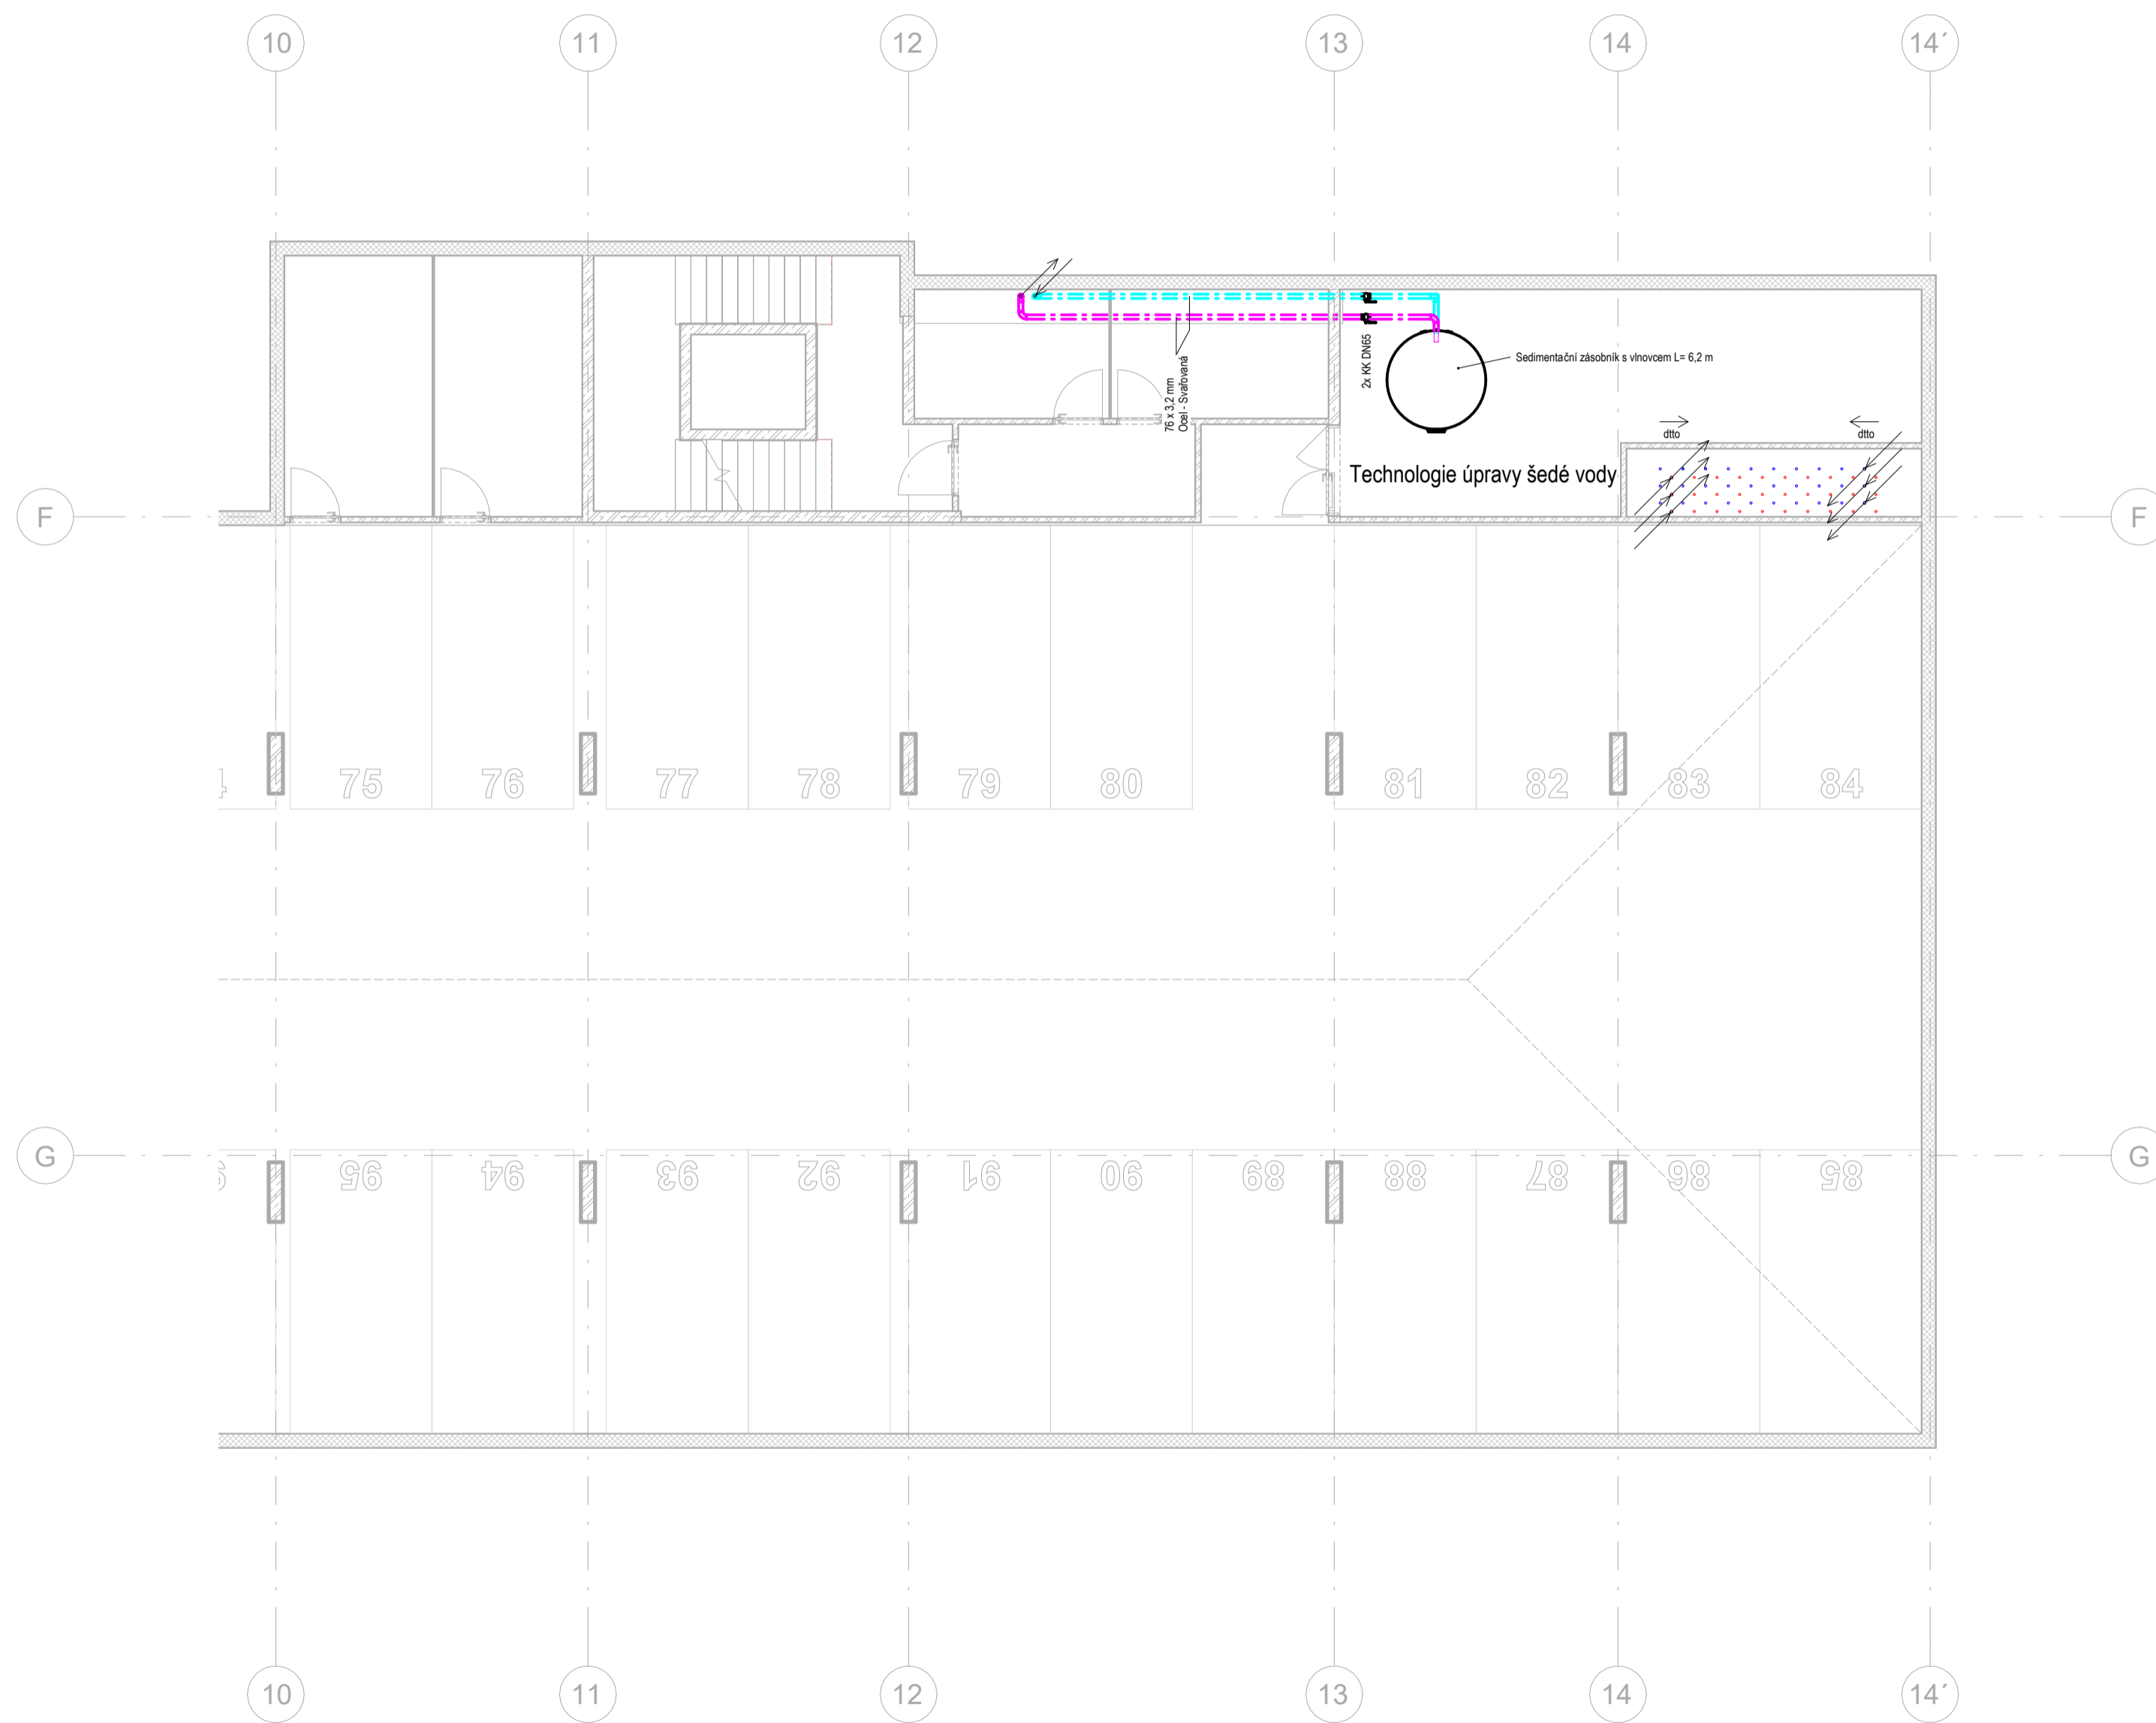 10 11 12 13 14 14´
76 x 3,2 mm
Ocel - Svařovaná
2x KK DN65
Sedimentační zásobník s vlnovcem L= 6,2 m
dtto dtto
Technologie úpravy šedé vody
F F
75 76 77 78 79 80 81 82 83 84
G G
95 94 93 92 91 90 89 88 87 86 85
10 11 12 13 14 14´